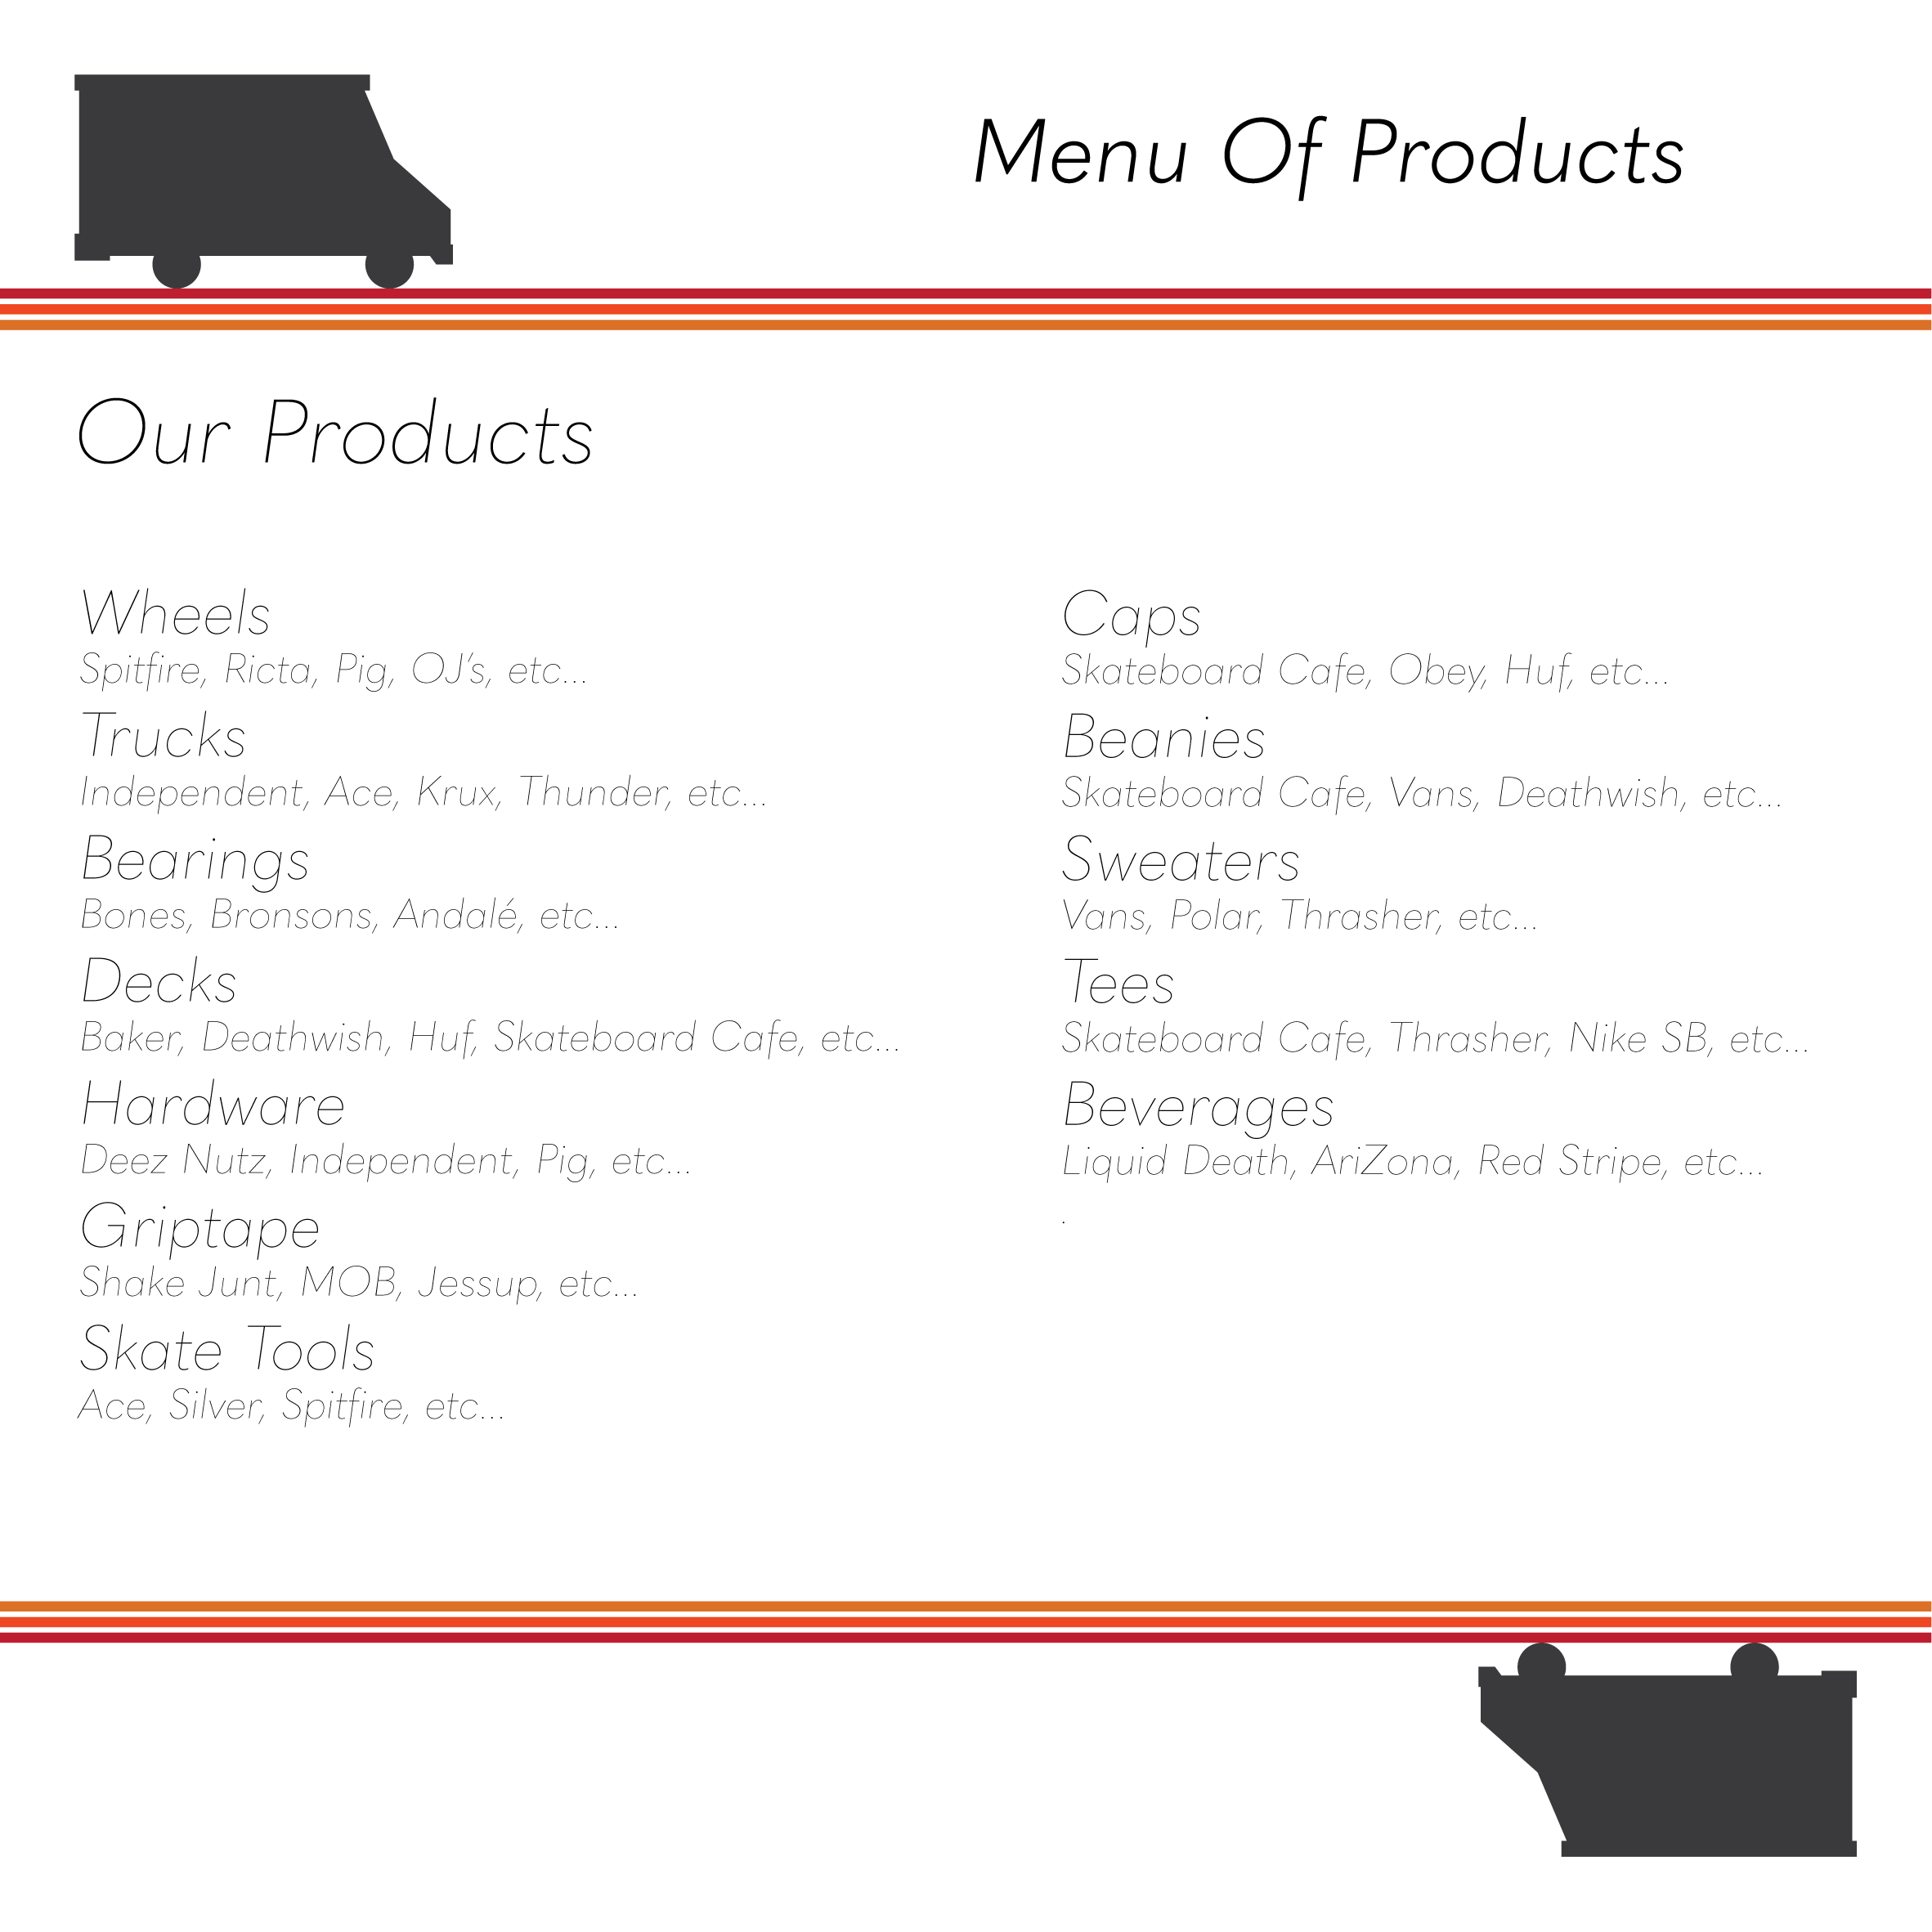 Menu Of Products
Our Products
Wheels
Spitfire, Ricta, Pig, OJ's, etc...
Trucks
Independent, Ace, Krux, Thunder, etc...
Bearings
Bones, Bronsons, Andalé, etc...
Decks
Baker, Deathwish, Huf, Skateboard Cafe, etc...
Hardware
Deez Nutz, Independent, Pig, etc...
Griptape
Shake Junt, MOB, Jessup, etc...
Skate Tools
Ace, Silver, Spitfire, etc...
Caps
Skateboard Cafe, Obey, Huf, etc...
Beanies
Skateboard Cafe, Vans, Deathwish, etc...
Sweaters
Vans, Polar, Thrasher, etc...
Tees
Skateboard Cafe, Thrasher, Nike SB, etc...
Beverages
Liquid Death, AriZona, Red Stripe, etc...
.